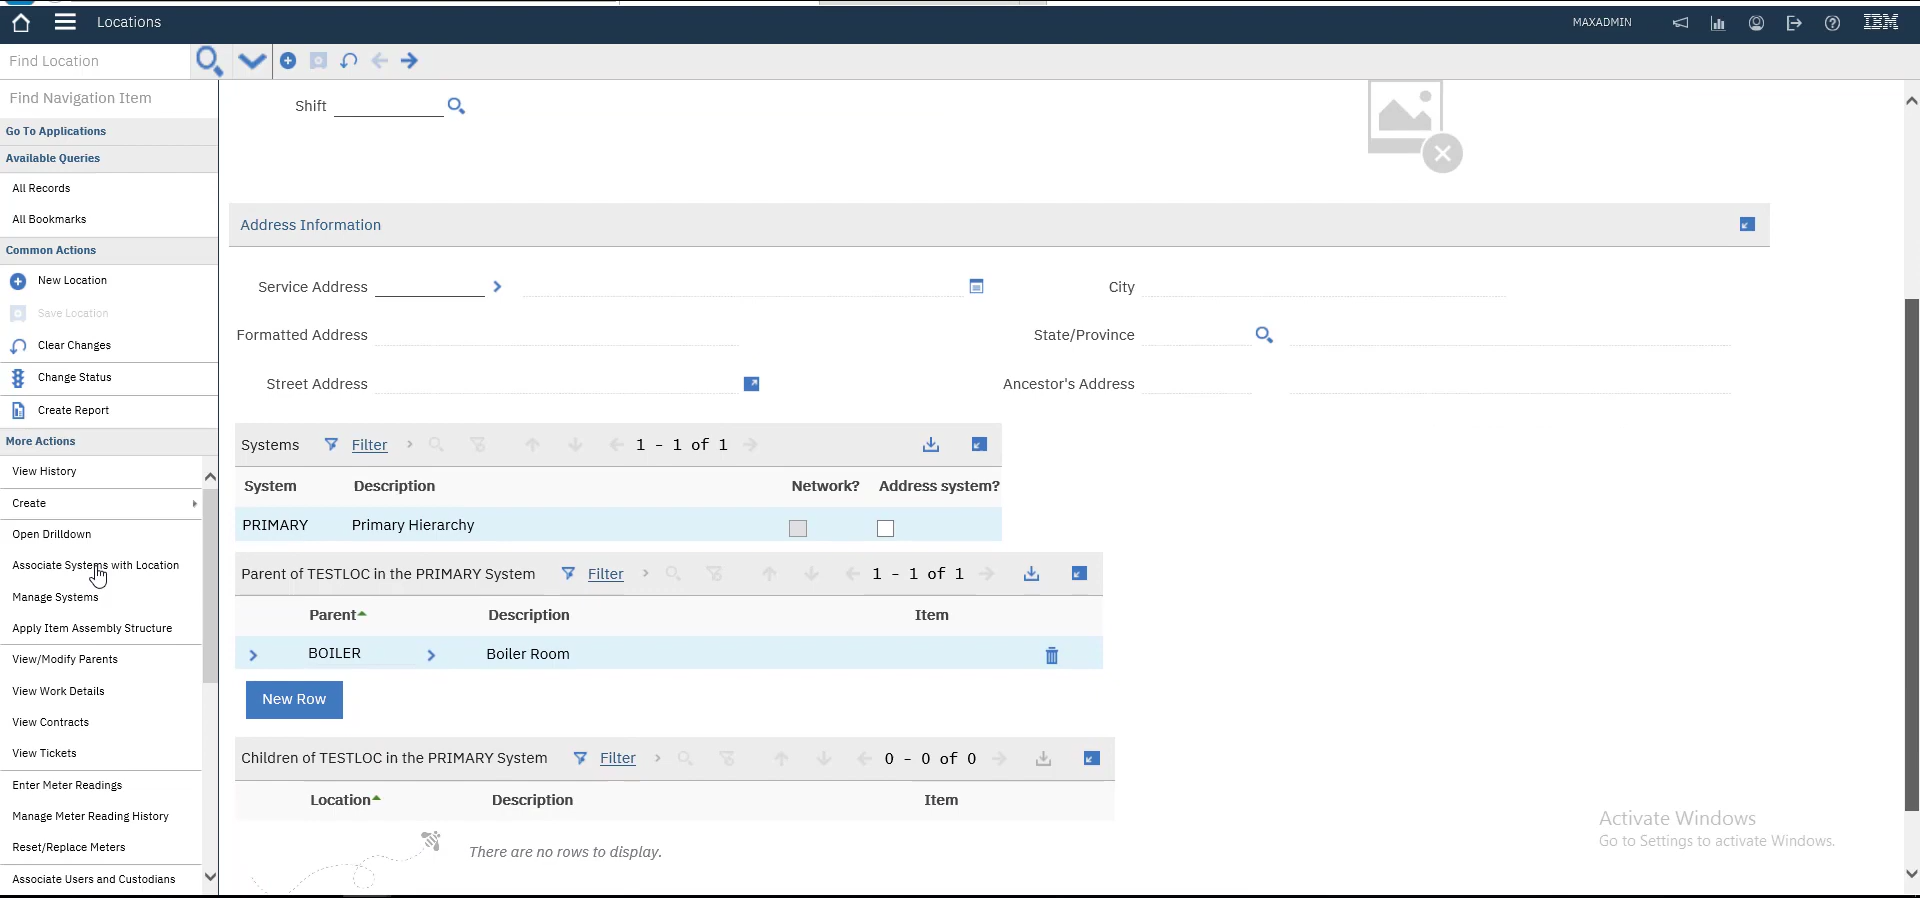 Locations
MAXADMIN
IBM
Find Location
Find Navigation Item
Go To Applications
Available Queries
All Records
All Bookmarks
Common Actions
New Location
Save Location
Clear Changes
Change Status
Create Report
More Actions
View History
Create
Open Drilldown
Associate Systems with Location
Manage Systems
Apply Item Assembly Structure
View/Modify Parents
View Work Details
View Contracts
View Tickets
Enter Meter Readings
Manage Meter Reading History
Reset/Replace Meters
Associate Users and Custodians
Shift
Address Information
Service Address
City
Formatted Address
State/Province
Street Address
Ancestor's Address
Systems Filter 1 - 1 of 1
System Description Network? Address system?
PRIMARY Primary Hierarchy
Parent of TESTLOC in the PRIMARY System Filter 1 - 1 of 1
Parent Description Item
BOILER Boiler Room
New Row
Children of TESTLOC in the PRIMARY System Filter 0 - 0 of 0
Location Description Item
There are no rows to display.
Activate Windows
Go to Settings to activate Windows.